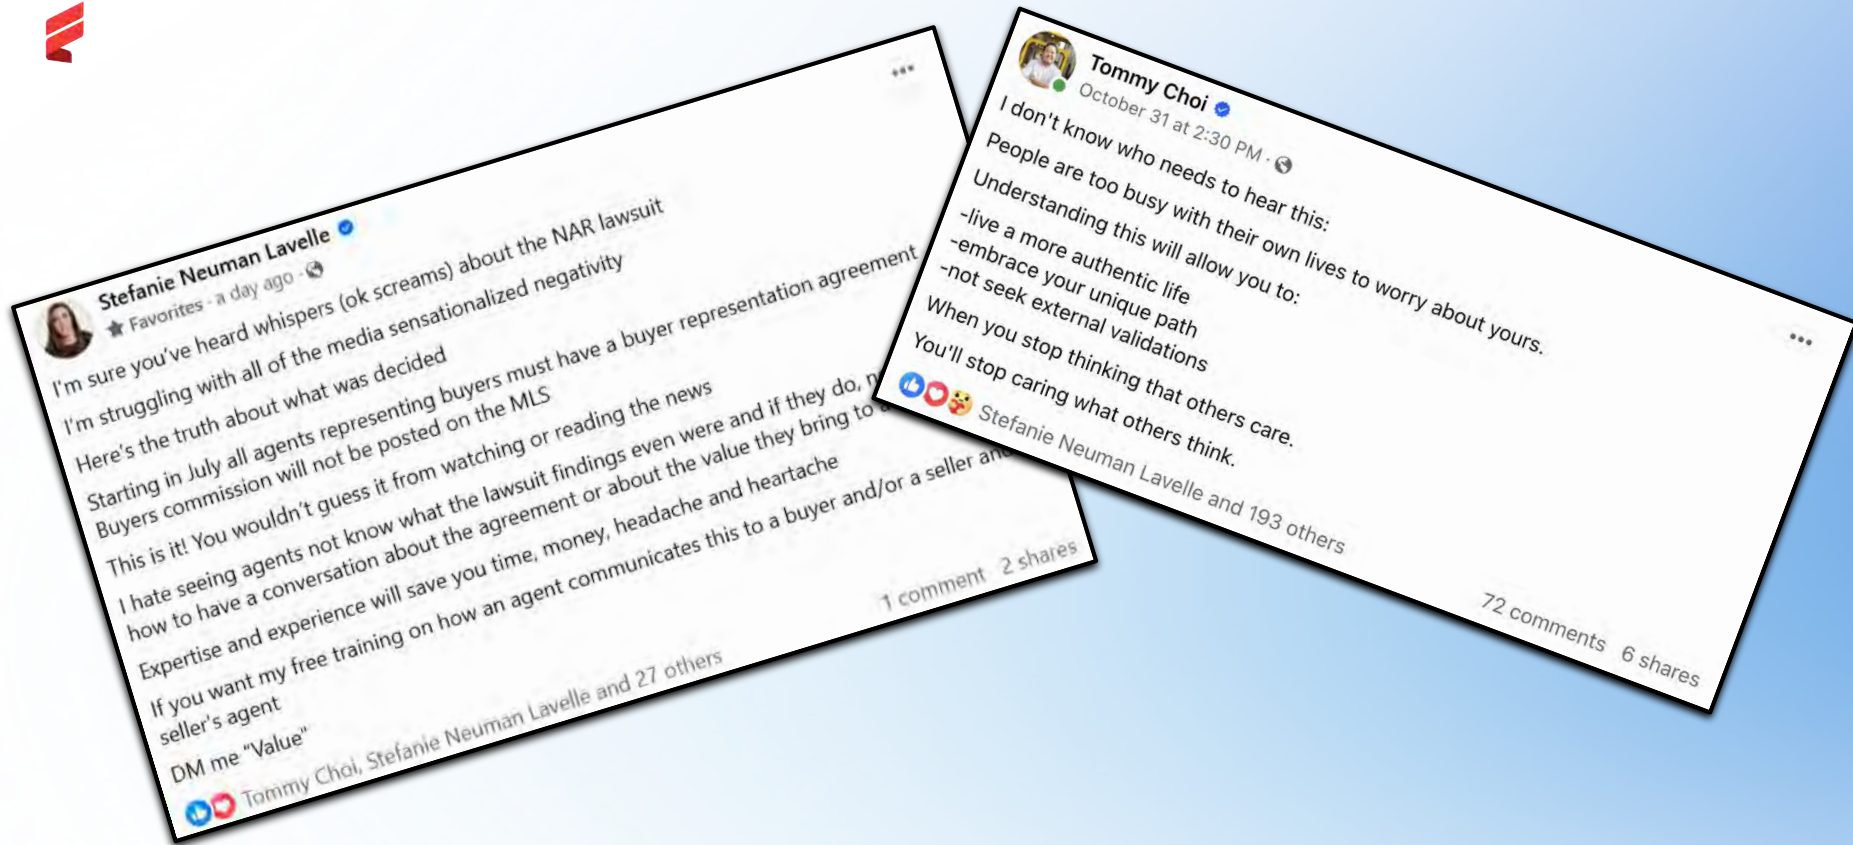 Stefanie Neuman Lavelle
Favorites · a day ago ·
I'm sure you've heard whispers (ok screams) about the NAR lawsuit
I'm struggling with all of the media sensationalized negativity
Here's the truth about what was decided
Starting in July all agents representing buyers must have a buyer representation agreement
Buyers commission will not be posted on the MLS
This is it! You wouldn't guess it from watching or reading the news
I hate seeing agents not know what the lawsuit findings even were and if they do,
how to have a conversation about the agreement or about the value they bring to
Expertise and experience will save you time, money, headache and heartache
If you want my free training on how an agent communicates this to a buyer and/or a seller and
seller's agent
DM me "Value"
Tommy Choi, Stefanie Neuman Lavelle and 27 others
1 comment 2 shares
Tommy Choi
October 31 at 2:30 PM ·
I don't know who needs to hear this:
People are too busy with their own lives to worry about yours.
Understanding this will allow you to:
-live a more authentic life
-embrace your unique path
-not seek external validations
When you stop thinking that others care.
You'll stop caring what others think.
Stefanie Neuman Lavelle and 193 others
72 comments 6 shares